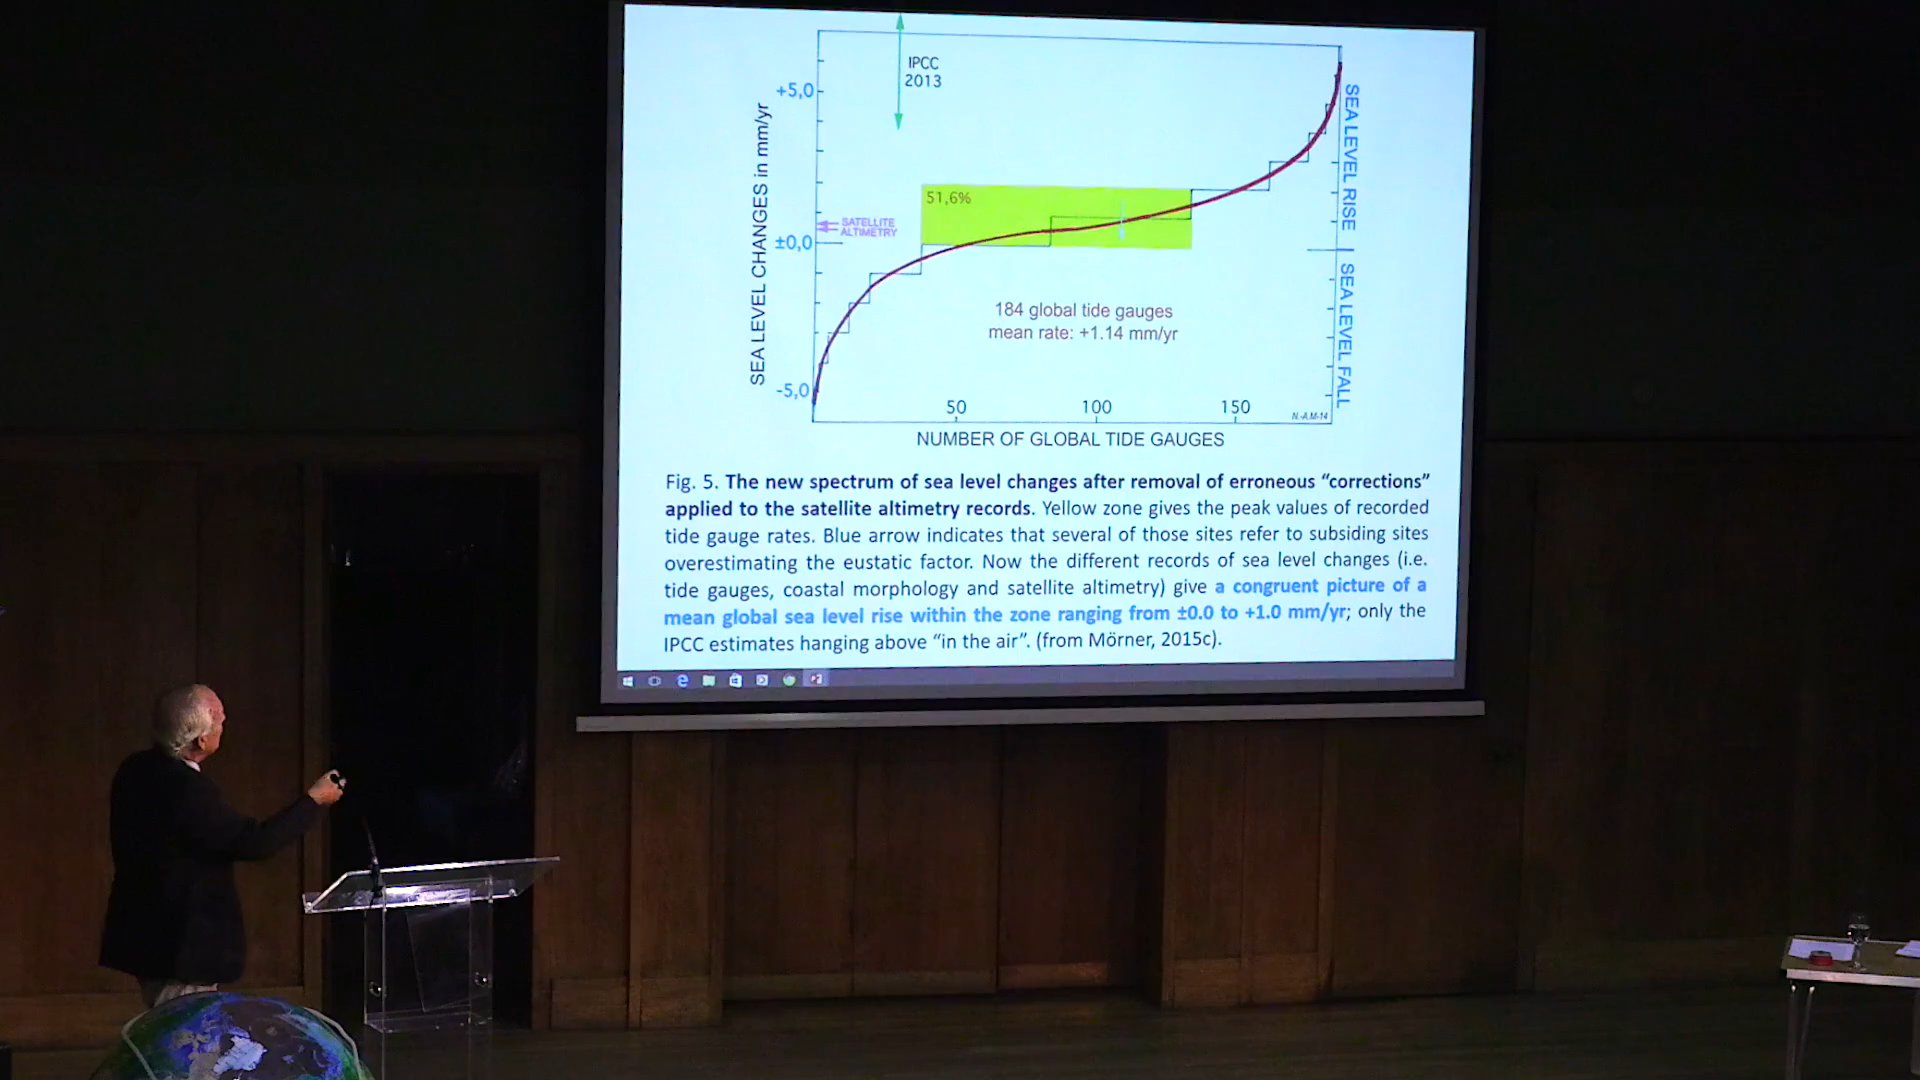 IPCC
2013
+5,0
SEA LEVEL CHANGES in mm/yr
SEA LEVEL RISE
51,6%
SATELLITE
ALTIMETRY
±0,0
184 global tide gauges
mean rate: +1.14 mm/yr
SEA LEVEL FALL
-5,0
50 100 150
N.-A.M-14
NUMBER OF GLOBAL TIDE GAUGES
Fig. 5. The new spectrum of sea level changes after removal of erroneous “corrections”
applied to the satellite altimetry records. Yellow zone gives the peak values of recorded
tide gauge rates. Blue arrow indicates that several of those sites refer to subsiding sites
overestimating the eustatic factor. Now the different records of sea level changes (i.e.
tide gauges, coastal morphology and satellite altimetry) give a congruent picture of a
mean global sea level rise within the zone ranging from ±0.0 to +1.0 mm/yr; only the
IPCC estimates hanging above “in the air”. (from Mörner, 2015c).